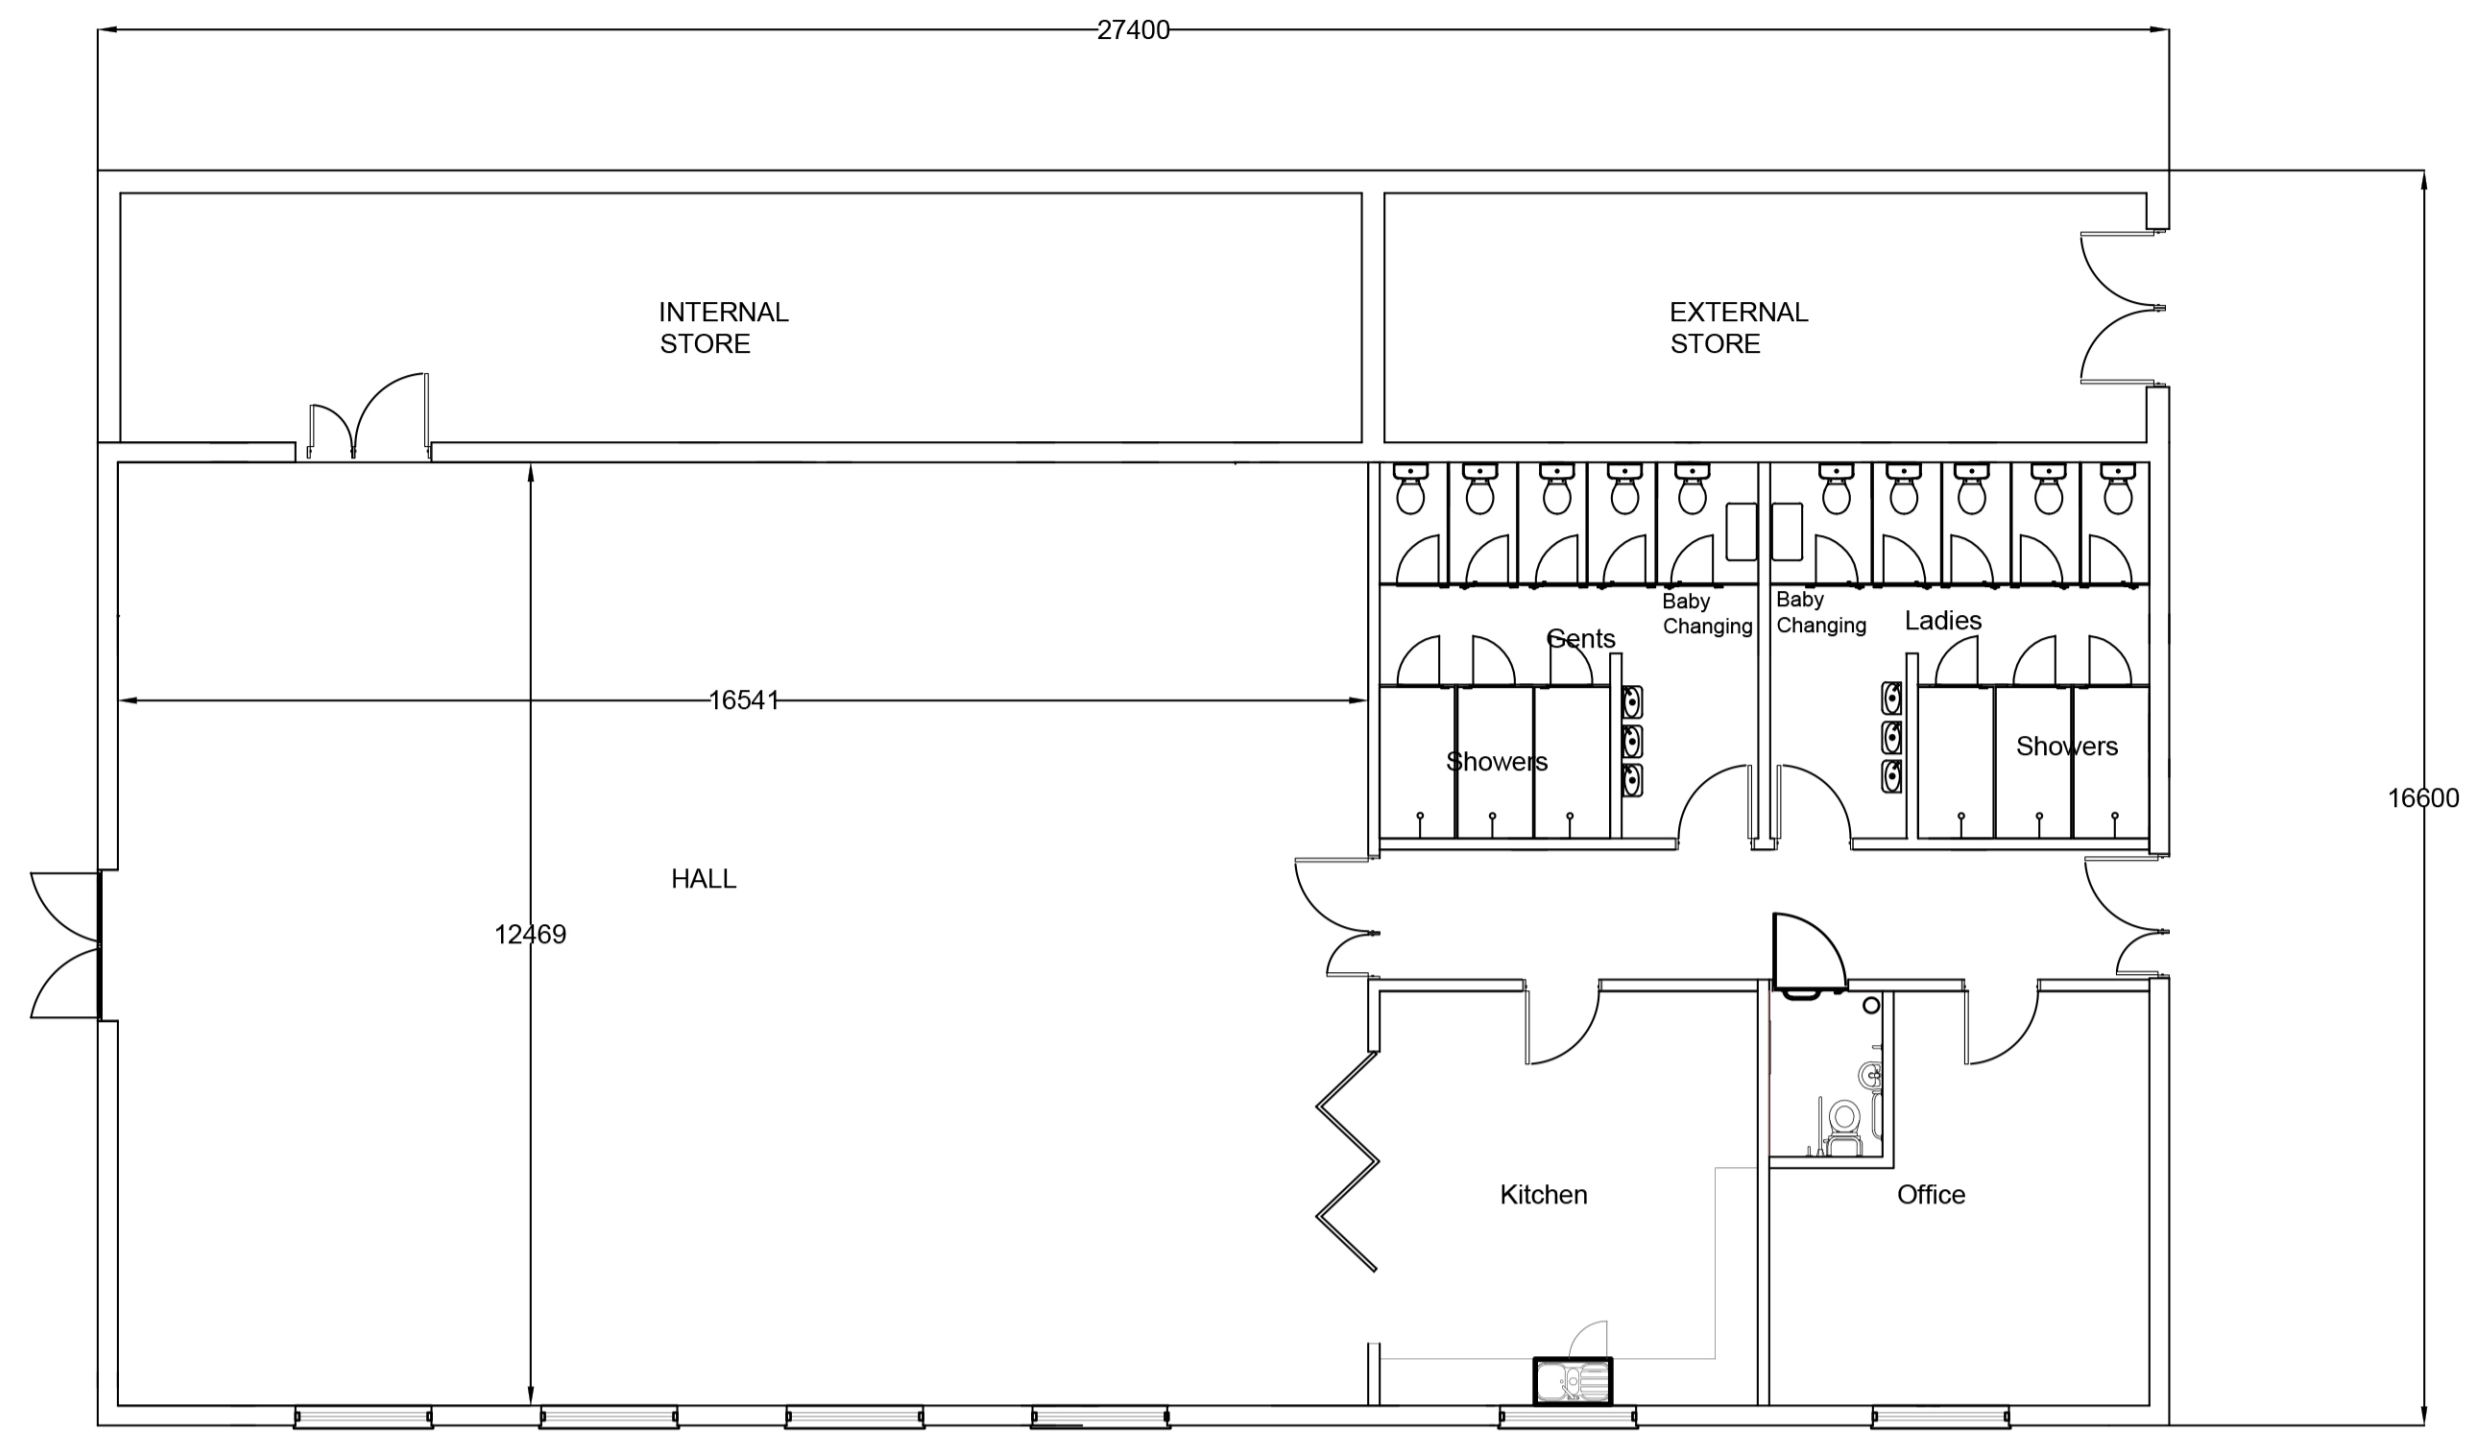 27400
INTERNAL
STORE
EXTERNAL
STORE
Baby
Changing
Baby
Changing
Ladies
Gents
16541
Showers
Showers
16600
HALL
12469
Kitchen
Office